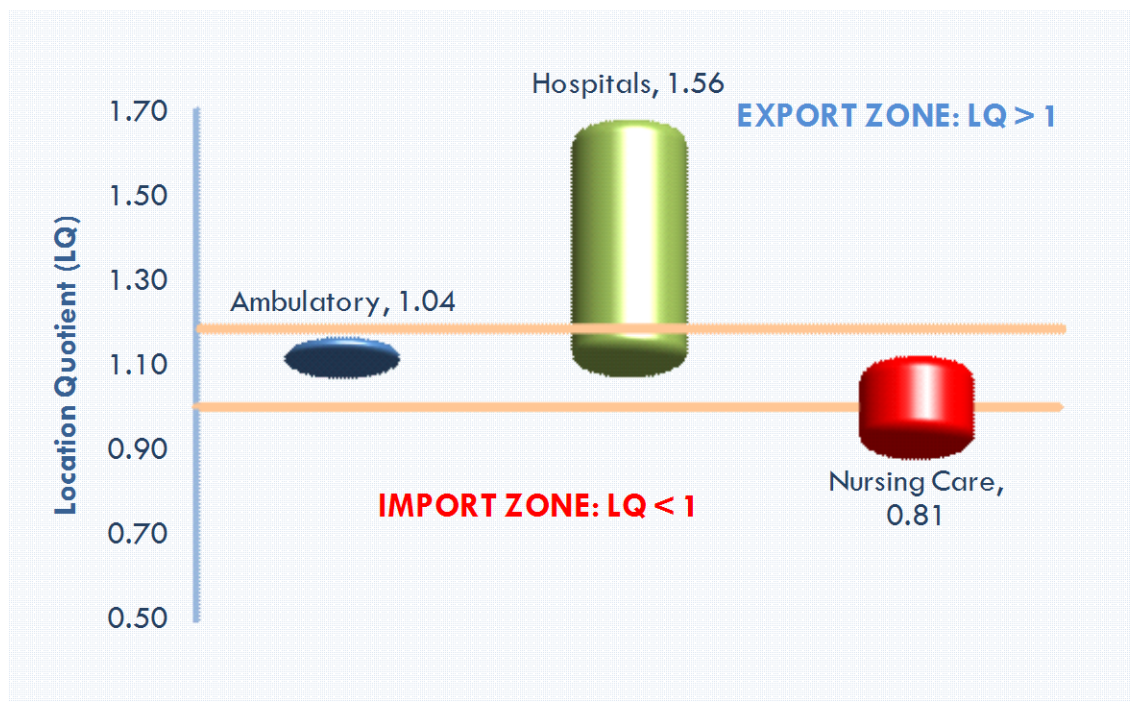 Hospitals, 1.56
EXPORT ZONE: LQ > 1
1.70
1.50
1.30
1.10
0.90
0.70
0.50
Location Quotient (LQ)
Ambulatory, 1.04
Nursing Care,
0.81
IMPORT ZONE: LQ < 1